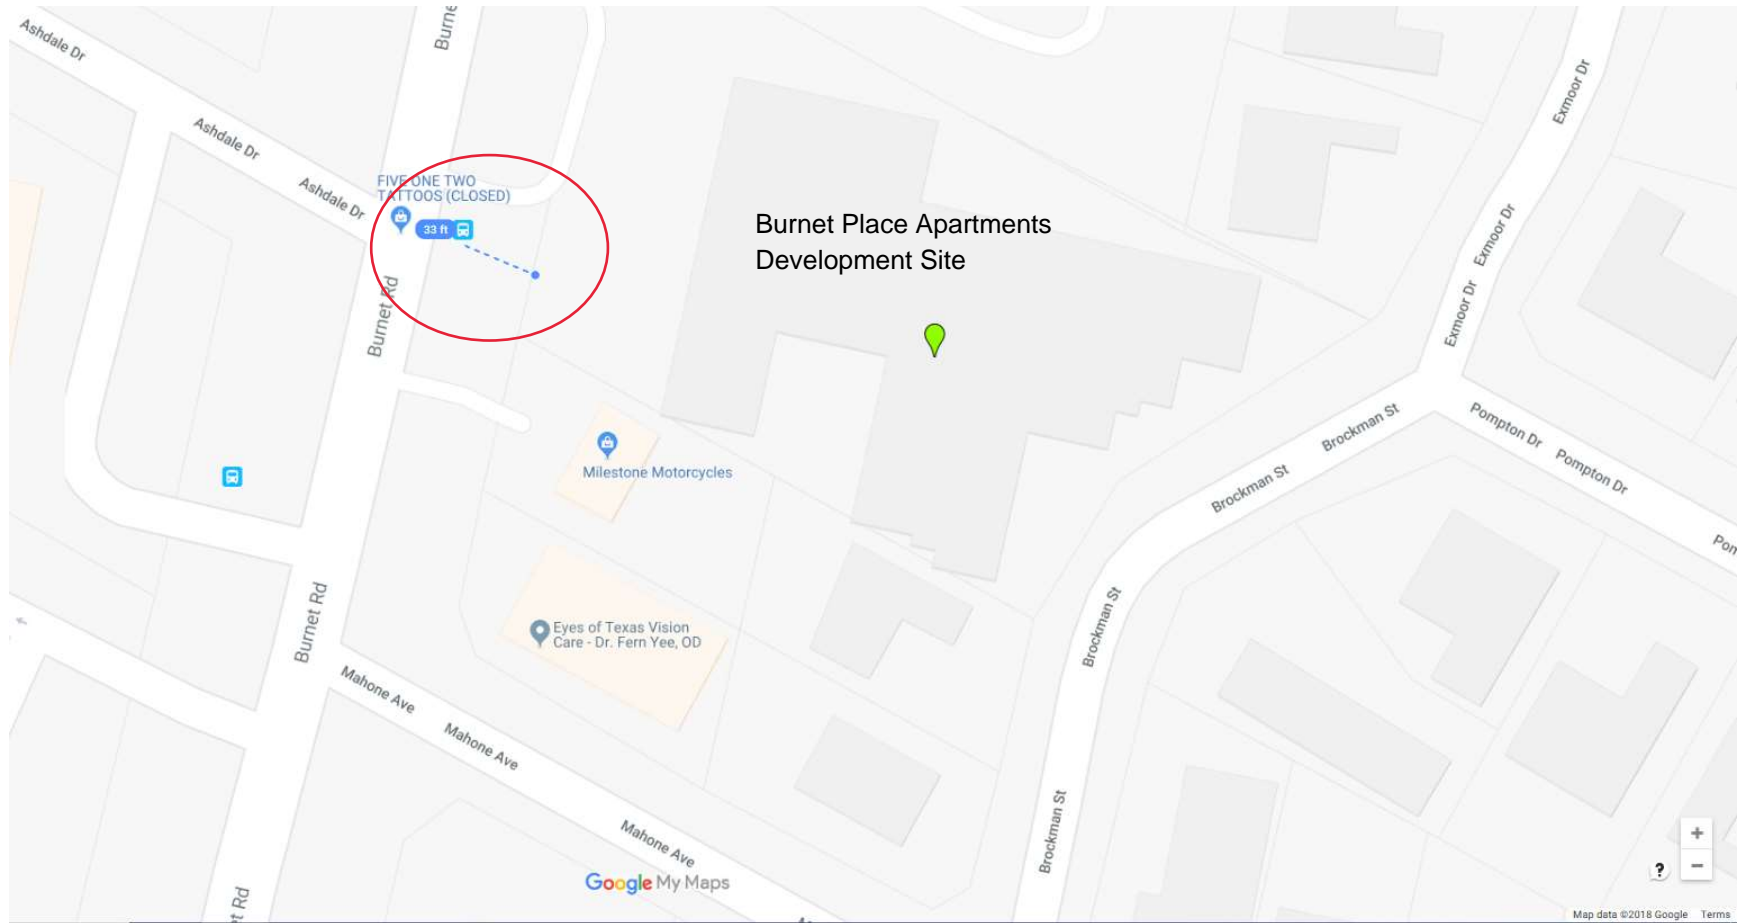 Ashdale Dr
Burne
Ashdale Dr
Ashdale Dr
FIVE ONE TWO
TATTOOS (CLOSED)
33 ft
Burnet Rd
Burnet Place Apartments
Development Site
Exmoor Dr
Exmoor Dr
Exmoor Dr
Milestone Motorcycles
Brockman St
Brockman St
Pompton Dr
Pompton Dr
Pon
Eyes of Texas Vision
Care - Dr. Fern Yee, OD
Burnet Rd
Brockman St
Mahone Ave
Mahone Ave
Mahone Ave
Brockman St
Google My Maps
et Rd
+
?
−
Map data ©2018 Google Terms